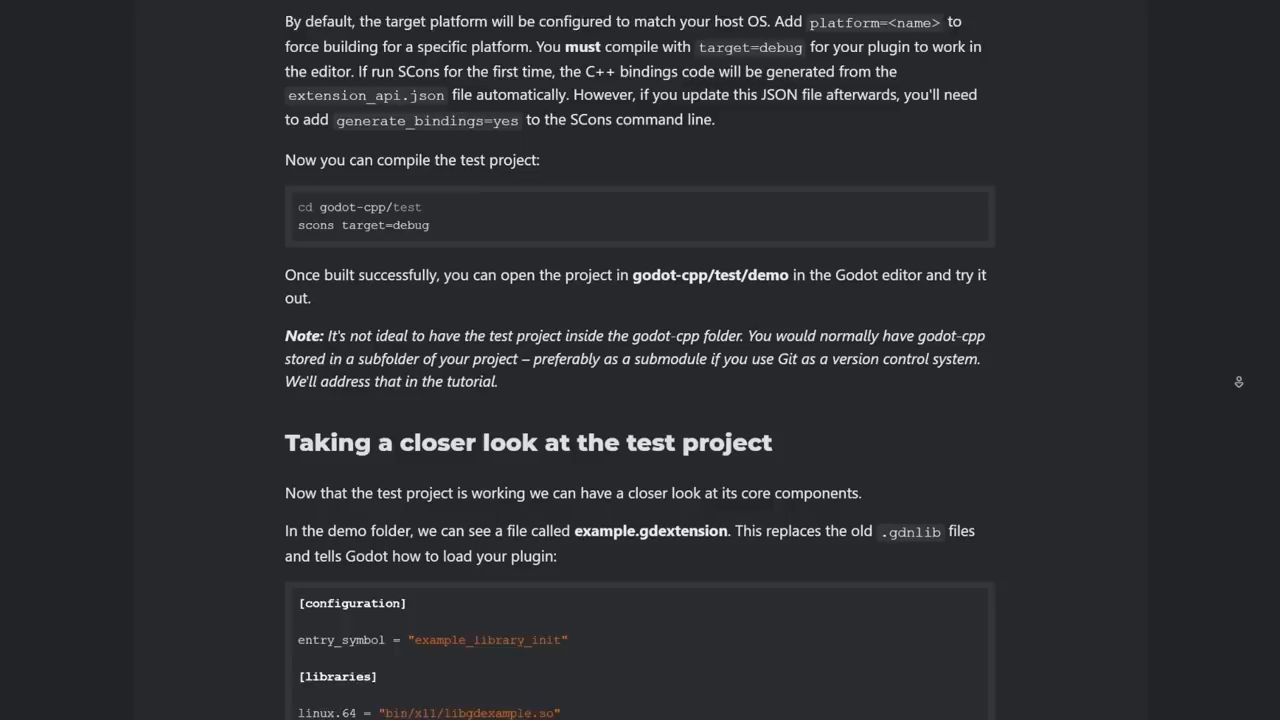 By default, the target platform will be configured to match your host OS. Add platform=<name> to
force building for a specific platform. You must compile with target=debug for your plugin to work in
the editor. If run SCons for the first time, the C++ bindings code will be generated from the
extension_api.json file automatically. However, if you update this JSON file afterwards, you'll need
to add generate_bindings=yes to the SCons command line.
Now you can compile the test project:
cd godot-cpp/test
scons target=debug
Once built successfully, you can open the project in godot-cpp/test/demo in the Godot editor and try it
out.
Note: It's not ideal to have the test project inside the godot-cpp folder. You would normally have godot-cpp
stored in a subfolder of your project – preferably as a submodule if you use Git as a version control system.
We'll address that in the tutorial.
Taking a closer look at the test project
Now that the test project is working we can have a closer look at its core components.
In the demo folder, we can see a file called example.gdextension. This replaces the old .gdnlib files
and tells Godot how to load your plugin:
[configuration]
entry_symbol = "example_library_init"
[libraries]
linux.64 = "bin/x11/libgdexample.so"